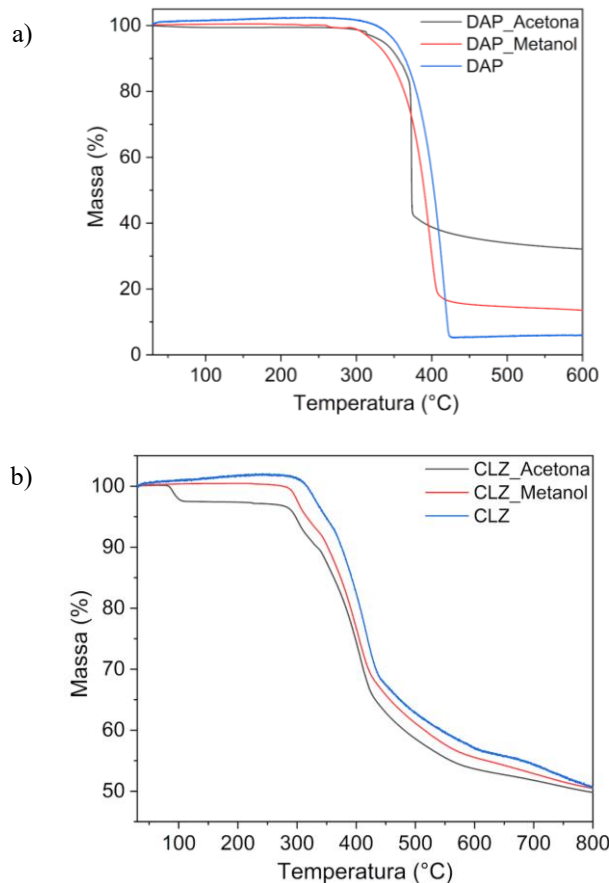 a)
100
80
60
40
20
0
Massa (%)
DAP_Acetona
DAP_Metanol
DAP
100
200
300
400
500
600
Temperatura (°C)
b)
100
90
80
70
60
50
Massa (%)
CLZ_Acetona
CLZ_Metanol
CLZ
100
200
300
400
500
600
700
800
Temperatura (°C)